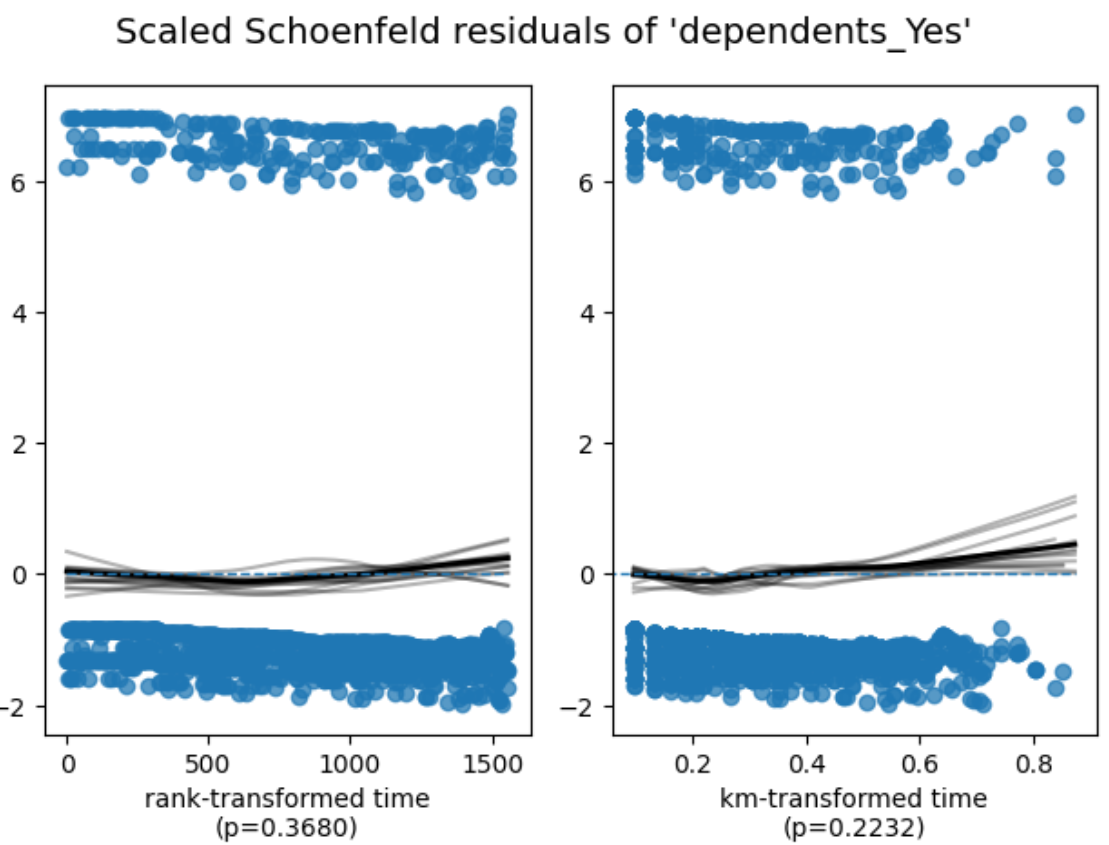 Scaled Schoenfeld residuals of 'dependents_Yes'
6
4
2
0
−2
0 500 1000 1500
rank-transformed time
(p=0.3680)
6
4
2
0
−2
0.2 0.4 0.6 0.8
km-transformed time
(p=0.2232)